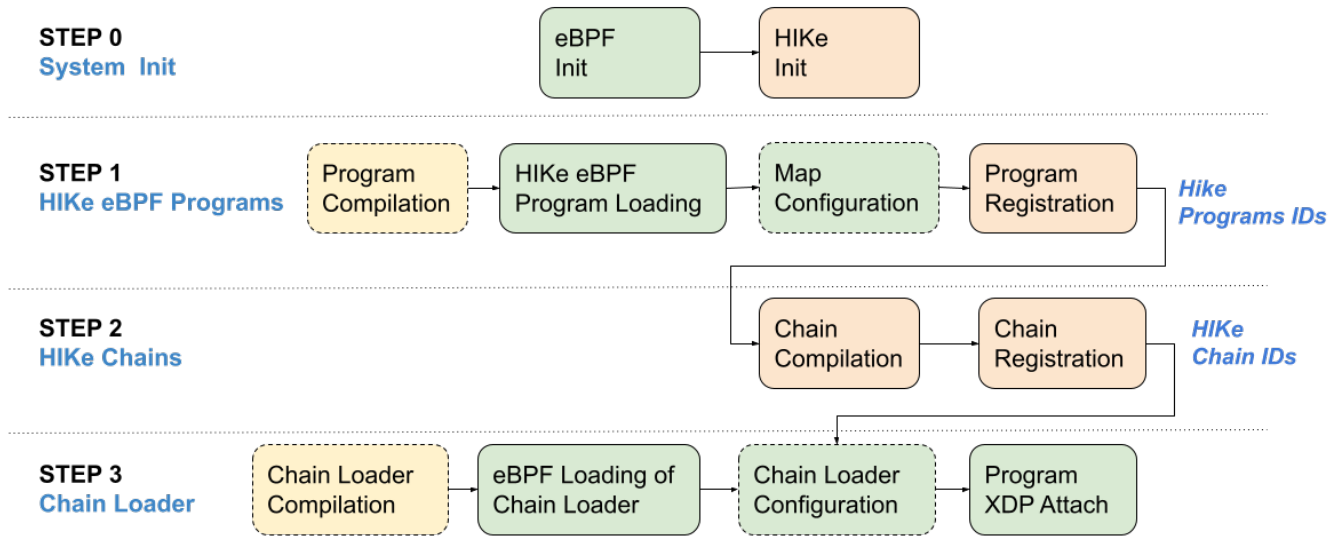 STEP 0
System Init
eBPF
Init
HIKe
Init
STEP 1
HIKe eBPF Programs
Program
Compilation
HIKe eBPF
Program Loading
Map
Configuration
Program
Registration
Hike
Programs IDs
STEP 2
HIKe Chains
Chain
Compilation
Chain
Registration
HIKe
Chain IDs
STEP 3
Chain Loader
Chain Loader
Compilation
eBPF Loading of
Chain Loader
Chain Loader
Configuration
Program
XDP Attach